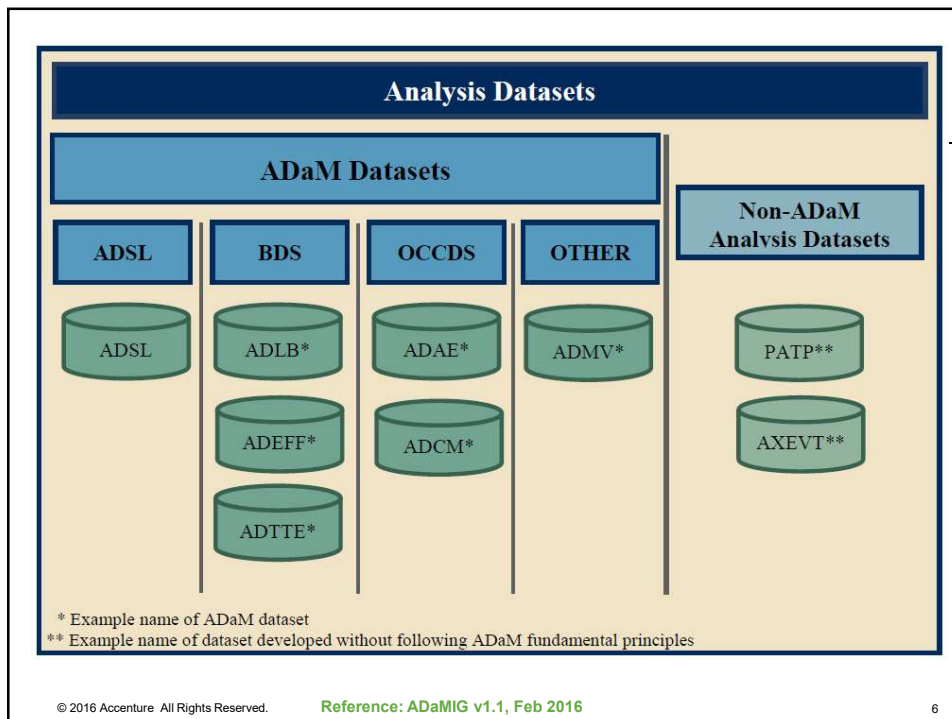 Analysis Datasets
ADaM Datasets
Non-ADaM
Analysis Datasets
ADSL
BDS
OCCDS
OTHER
ADSL
ADLB*
ADAE*
ADMV*
PATP**
ADEFF*
ADCM*
AXEVT**
ADTTE*
* Example name of ADaM dataset
** Example name of dataset developed without following ADaM fundamental principles
© 2016 Accenture All Rights Reserved.
Reference: ADaMIG v1.1, Feb 2016
6